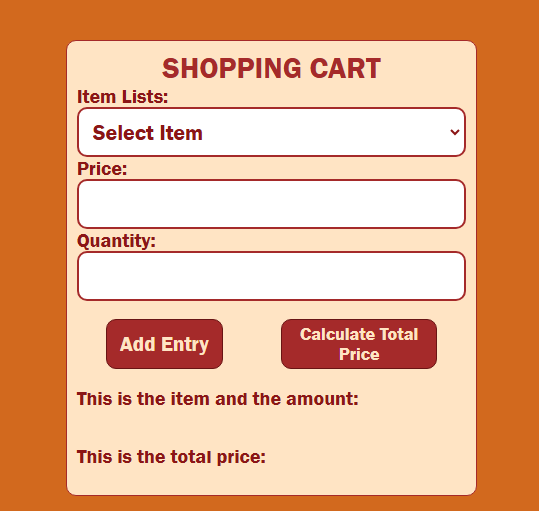 SHOPPING CART
Item Lists:
Select Item
Price:
Quantity:
Add Entry
Calculate Total
Price
This is the item and the amount:
This is the total price: